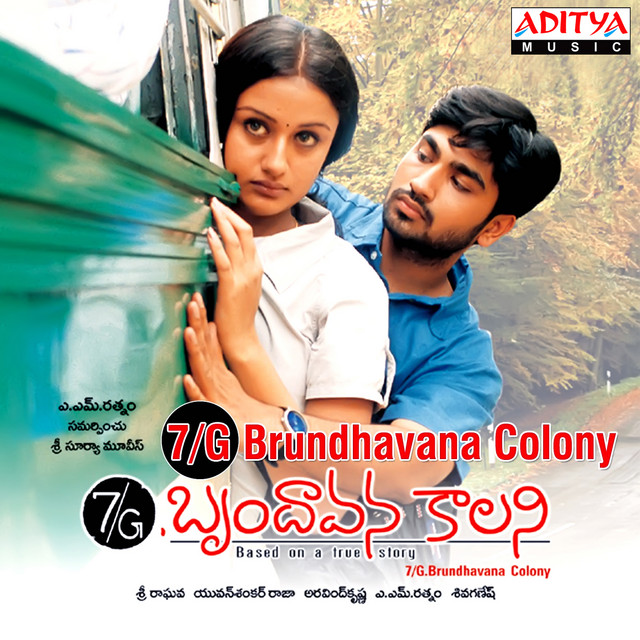 ADITYA
MUSIC
ఎ.ఎమ్.రత్నం
సమర్పించు
శ్రీ సూర్యా మూవీస్
7/G Brundhavana Colony
7/G. బృందావన కాలని
Based on a true story
7/G.Brundhavana Colony
శ్రీ రాఘవ యువన్‌శంకర్ రాజా అరవింద్‌కృష్ణ ఎ.ఎమ్.రత్నం శివగణేష్